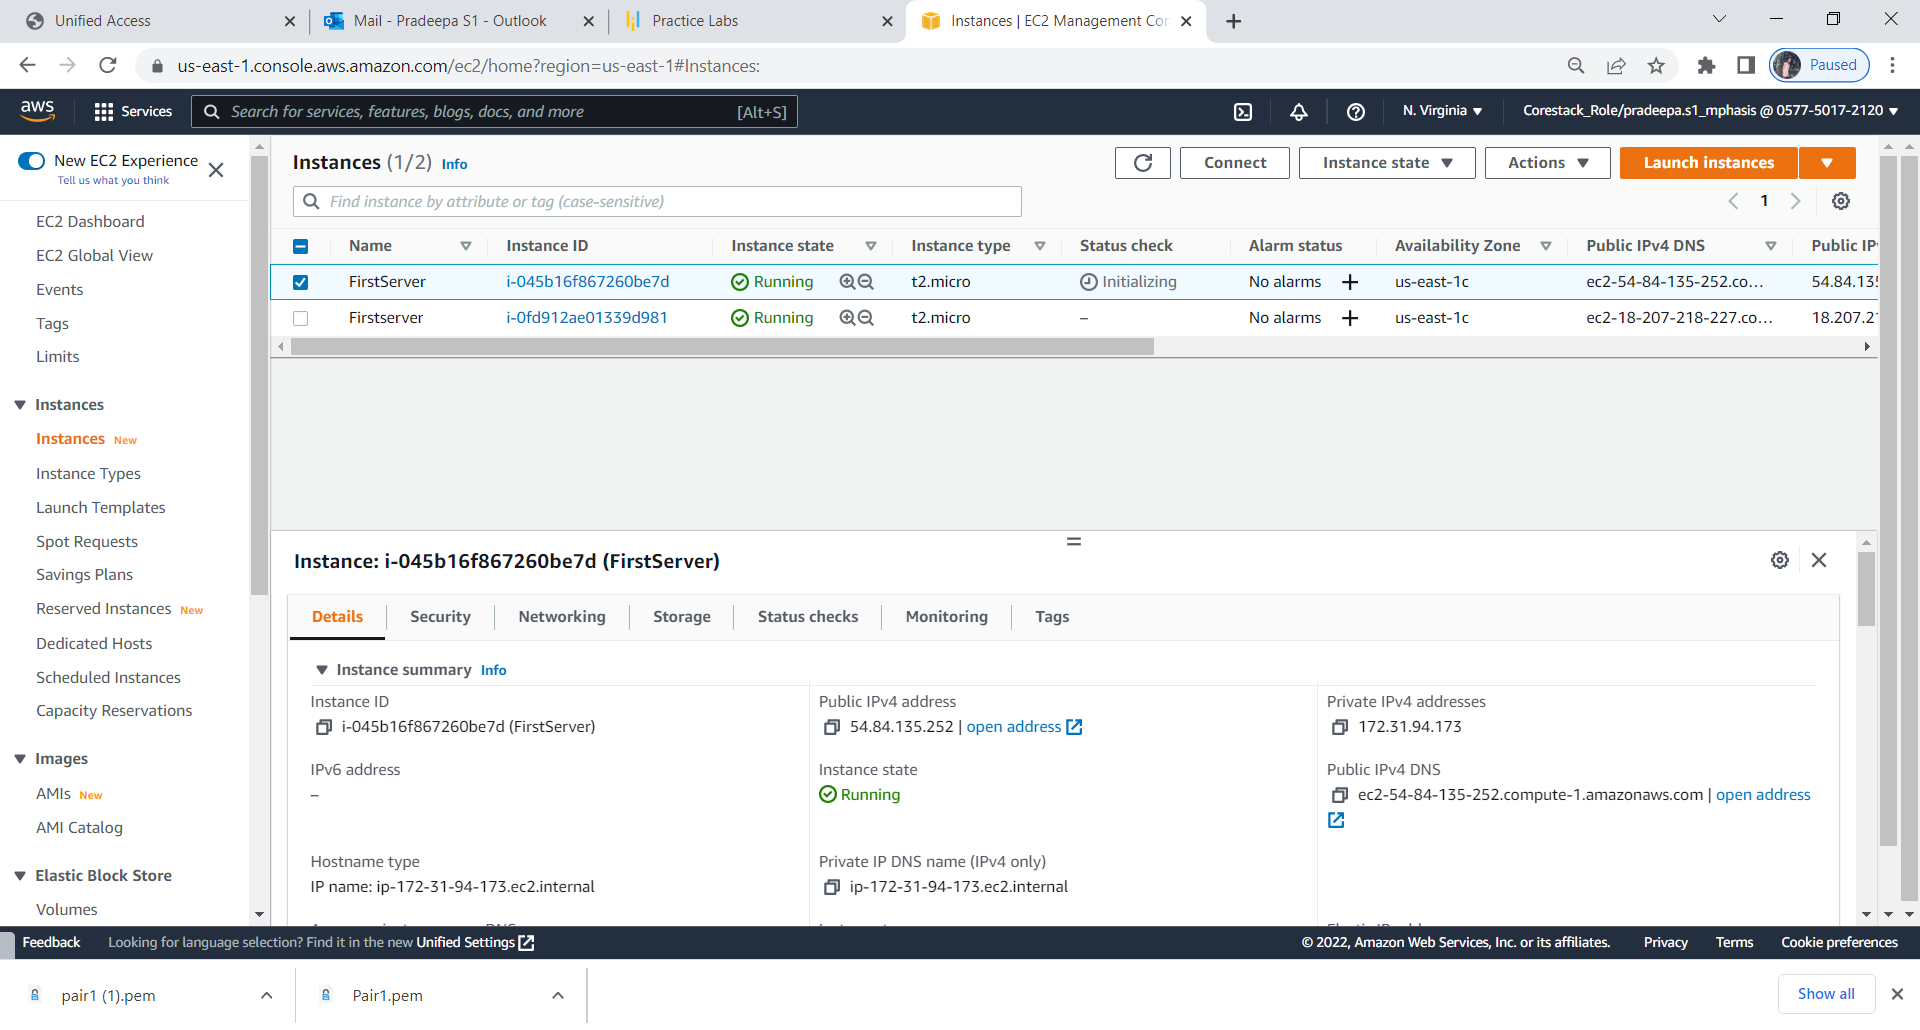 Unified Access
Mail - Pradeepa S1 - Outlook
Practice Labs
Instances | EC2 Management Co
us-east-1.console.aws.amazon.com/ec2/home?region=us-east-1#Instances:
Paused
aws
Services
Search for services, features, blogs, docs, and more
[Alt+S]
N. Virginia
Corestack_Role/pradeepa.s1_mphasis @ 0577-5017-2120
New EC2 Experience
Tell us what you think
EC2 Dashboard
EC2 Global View
Events
Tags
Limits
Instances
Instances New
Instance Types
Launch Templates
Spot Requests
Savings Plans
Reserved Instances New
Dedicated Hosts
Scheduled Instances
Capacity Reservations
Images
AMIs New
AMI Catalog
Elastic Block Store
Volumes
Instances (1/2) Info
Connect
Instance state
Actions
Launch instances
Find instance by attribute or tag (case-sensitive)
1
Name Instance ID Instance state Instance type Status check Alarm status Availability Zone Public IPv4 DNS Public IP
FirstServer i-045b16f867260be7d Running t2.micro Initializing No alarms + us-east-1c ec2-54-84-135-252.co... 54.84.13
Firstserver i-0fd912ae01339d981 Running t2.micro – No alarms + us-east-1c ec2-18-207-218-227.co... 18.207.2
Instance: i-045b16f867260be7d (FirstServer)
Details
Security
Networking
Storage
Status checks
Monitoring
Tags
Instance summary Info
Instance ID
i-045b16f867260be7d (FirstServer)
Public IPv4 address
54.84.135.252 | open address
Private IPv4 addresses
172.31.94.173
IPv6 address
–
Instance state
Running
Public IPv4 DNS
ec2-54-84-135-252.compute-1.amazonaws.com | open address
Hostname type
IP name: ip-172-31-94-173.ec2.internal
Private IP DNS name (IPv4 only)
ip-172-31-94-173.ec2.internal
Feedback
Looking for language selection? Find it in the new Unified Settings
© 2022, Amazon Web Services, Inc. or its affiliates.
Privacy
Terms
Cookie preferences
pair1 (1).pem
Pair1.pem
Show all